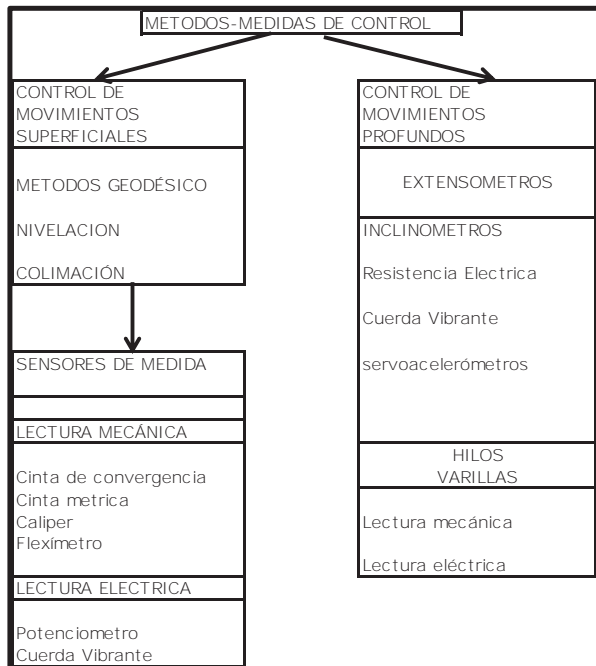 METODOS-MEDIDAS DE CONTROL
CONTROL DE
MOVIMIENTOS
SUPERFICIALES
METODOS GEODÉSICO
NIVELACION
COLIMACIÓN
SENSORES DE MEDIDA
LECTURA MECÁNICA
Cinta de convergencia
Cinta metrica
Caliper
Flexímetro
LECTURA ELECTRICA
Potenciometro
Cuerda Vibrante
CONTROL DE
MOVIMIENTOS
PROFUNDOS
EXTENSOMETROS
INCLINOMETROS
Resistencia Electrica
Cuerda Vibrante
servoacelerómetros
HILOS
VARILLAS
Lectura mecánica
Lectura eléctrica